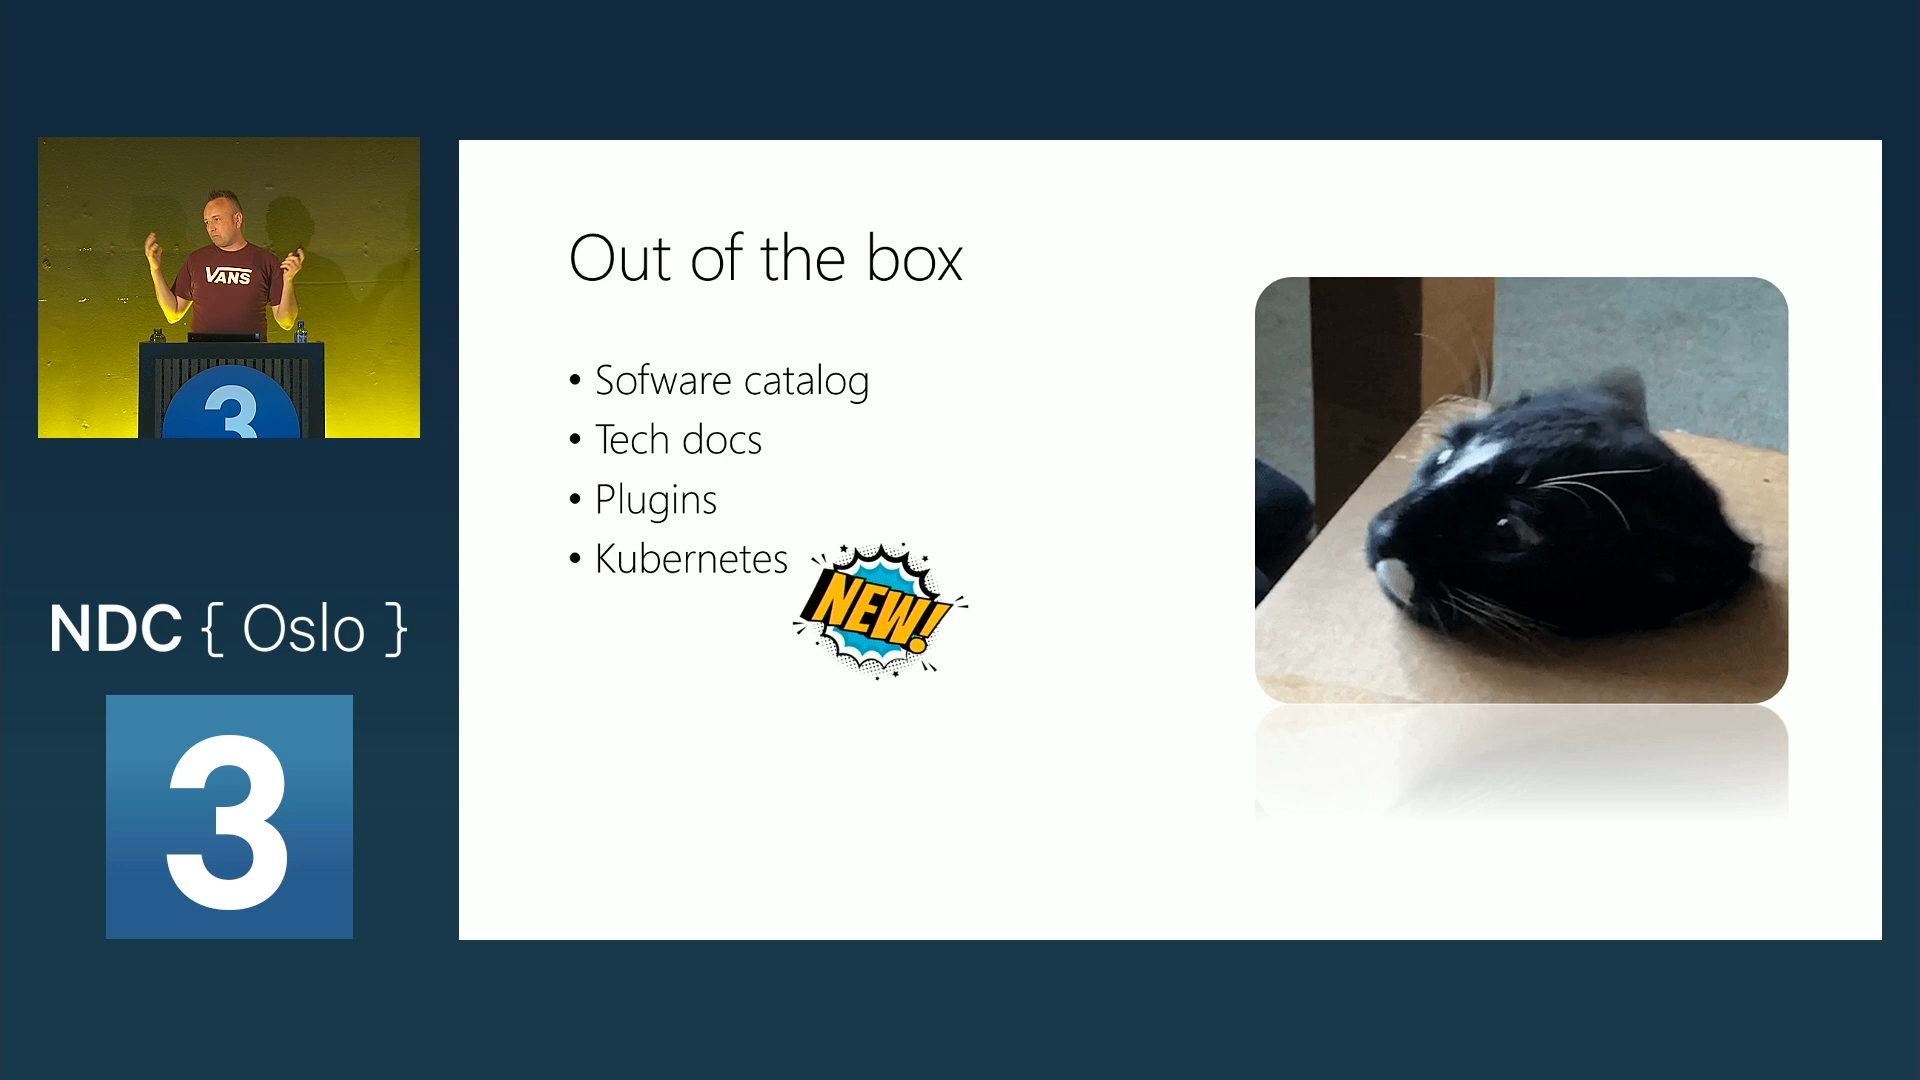 VANS
3
NDC { Oslo }
3
Out of the box
• Sofware catalog
• Tech docs
• Plugins
• Kubernetes
NEW!